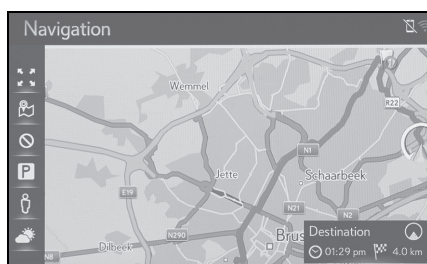 Navigation
Wemmel
R22
N1
Jette
Schaarbeek
E19
N21
N2
Destination
N290
Brus
01:29 pm 4.0 km
Dilbeek
N8
P